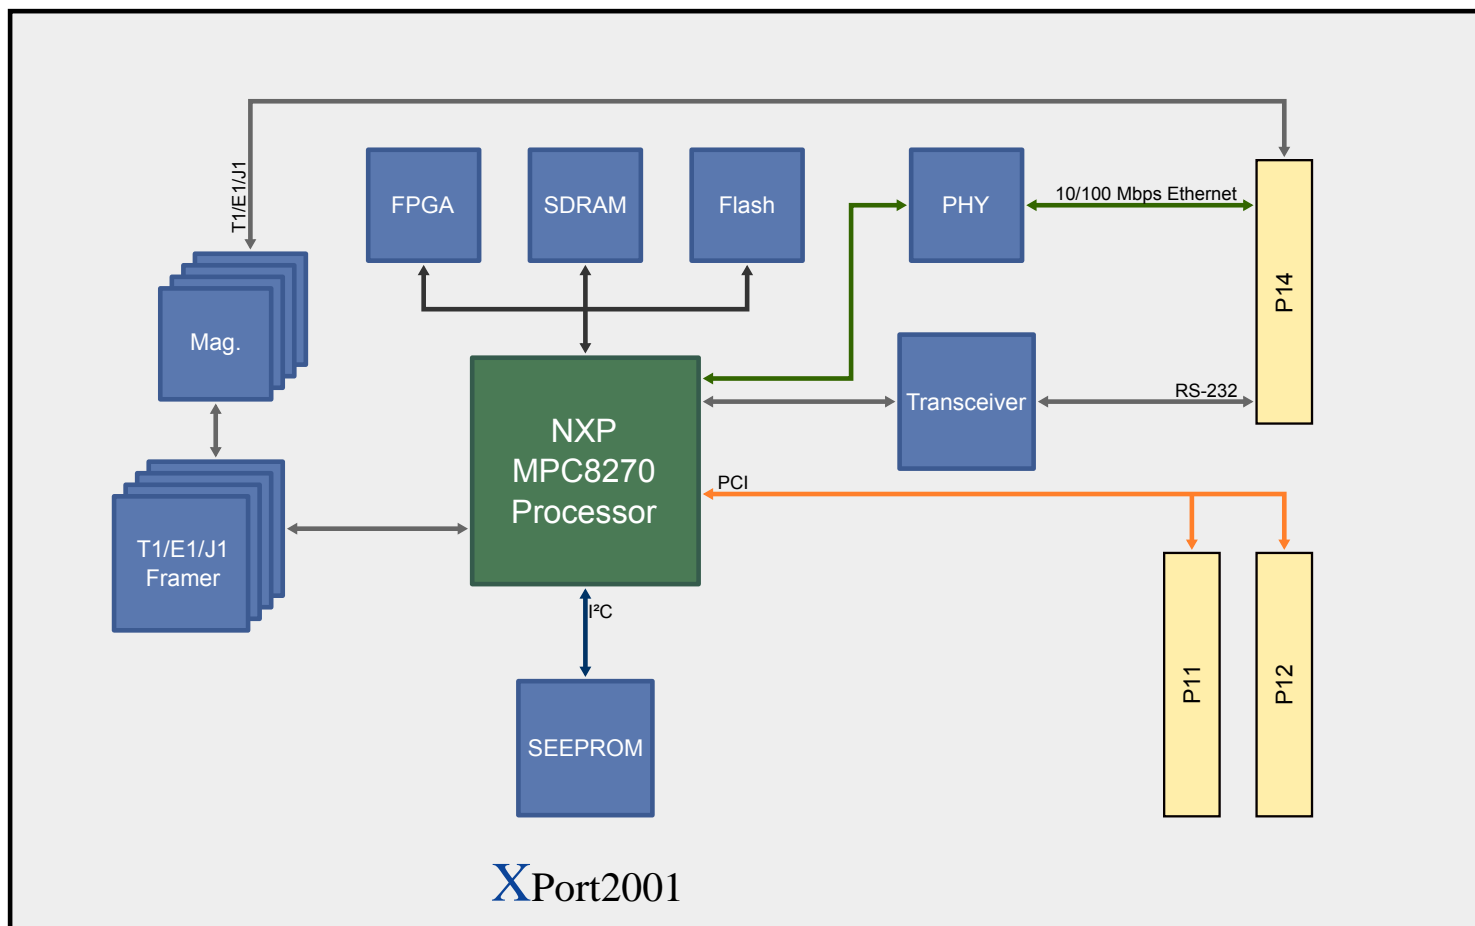 T1/E1/J1
FPGA
SDRAM
Flash
PHY
10/100 Mbps Ethernet
P14
Mag.
Transceiver
RS-232
NXP
MPC8270
Processor
PCI
T1/E1/J1
Framer
I²C
P11
P12
SEEPROM
XPort2001